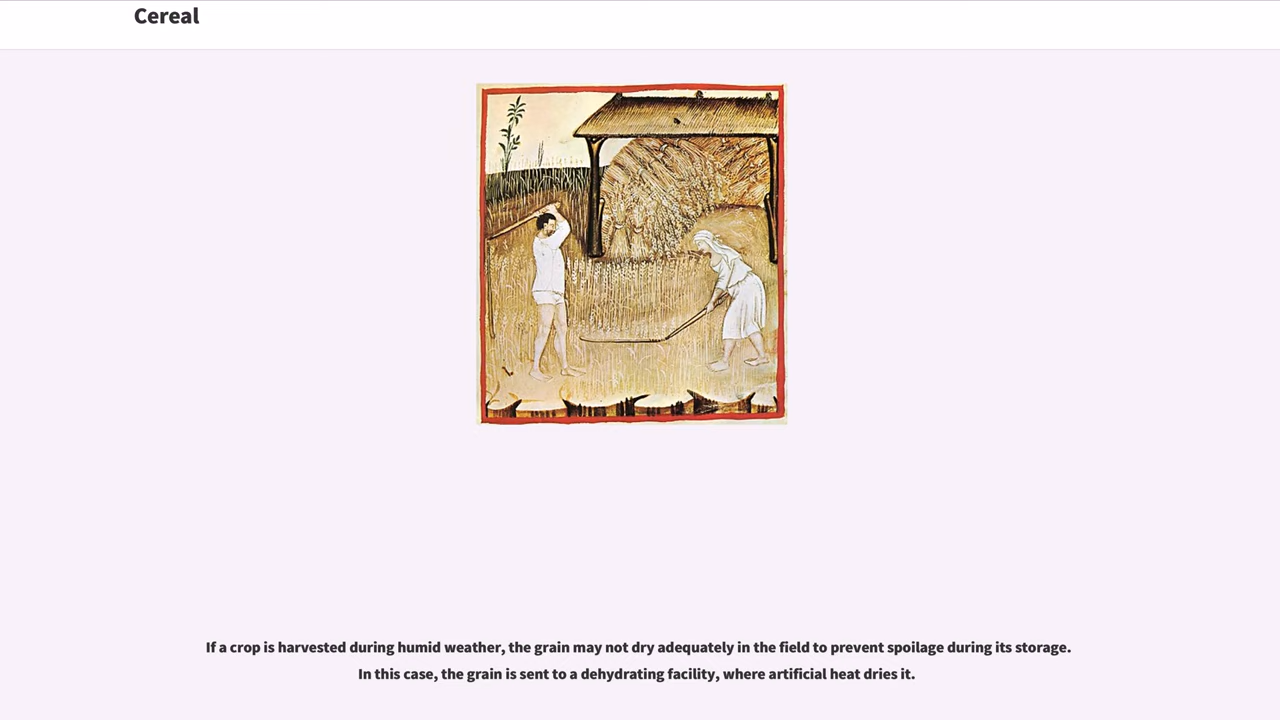 Cereal
If a crop is harvested during humid weather, the grain may not dry adequately in the field to prevent spoilage during its storage.
In this case, the grain is sent to a dehydrating facility, where artificial heat dries it.